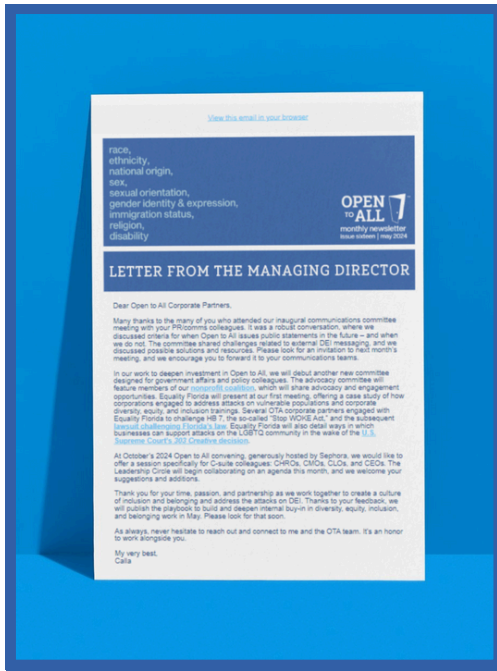 View this email in your browser
race,
ethnicity,
national origin,
sex,
sexual orientation,
gender identity & expression,
immigration status,
religion,
disability
OPEN
TO ALL
monthly newsletter
issue sixteen | may 2024
LETTER FROM THE MANAGING DIRECTOR
Dear Open to All Corporate Partners,
Many thanks to the many of you who attended our inaugural communications committee
meeting with your PR/comms colleagues. It was a robust conversation, where we
discussed criteria for when Open to All issues public statements in the future – and when
we do not. The committee shared challenges related to external DEI messaging, and we
discussed possible solutions and resources. Please look for an invitation to next month's
meeting, and we encourage you to forward it to your communications teams.
In our work to deepen investment in Open to All, we will debut another new committee
designed for government affairs and policy colleagues. The advocacy committee will
feature members of our nonprofit coalition, which will share advocacy and engagement
opportunities. Equality Florida will present at our first meeting, offering a case study of how
corporations engaged to address attacks on vulnerable populations and corporate
diversity, equity, and inclusion trainings. Several OTA corporate partners engaged with
Equality Florida to challenge HB 7, the so-called "Stop WOKE Act," and the subsequent
lawsuit challenging Florida's law. Equality Florida will also detail ways in which
businesses can support attacks on the LGBTQ community in the wake of the U.S.
Supreme Court's 303 Creative decision.
At October's 2024 Open to All convening, generously hosted by Sephora, we would like to
offer a session specifically for C-suite colleagues: CHROs, CMOs, CLOs, and CEOs. The
Leadership Circle will begin collaborating on an agenda this month, and we welcome your
suggestions and additions.
Thank you for your time, passion, and partnership as we work together to create a culture
of inclusion and belonging and address the attacks on DEI. Thanks to your feedback, we
will publish the playbook to build and deepen internal buy-in in diversity, equity, inclusion,
and belonging work in May. Please look for that soon.
As always, never hesitate to reach out and connect to me and the OTA team. It's an honor
to work alongside you.
My very best,
Calla